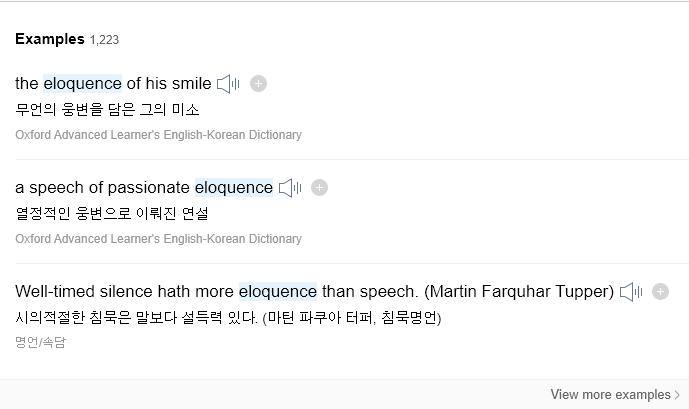 Examples 1,223
the eloquence of his smile
무언의 웅변을 담은 그의 미소
Oxford Advanced Learner's English-Korean Dictionary
a speech of passionate eloquence
열정적인 웅변으로 이뤄진 연설
Oxford Advanced Learner's English-Korean Dictionary
Well-timed silence hath more eloquence than speech. (Martin Farquhar Tupper)
시의적절한 침묵은 말보다 설득력 있다. (마틴 파쿠아 터퍼, 침묵명언)
명언/속담
View more examples